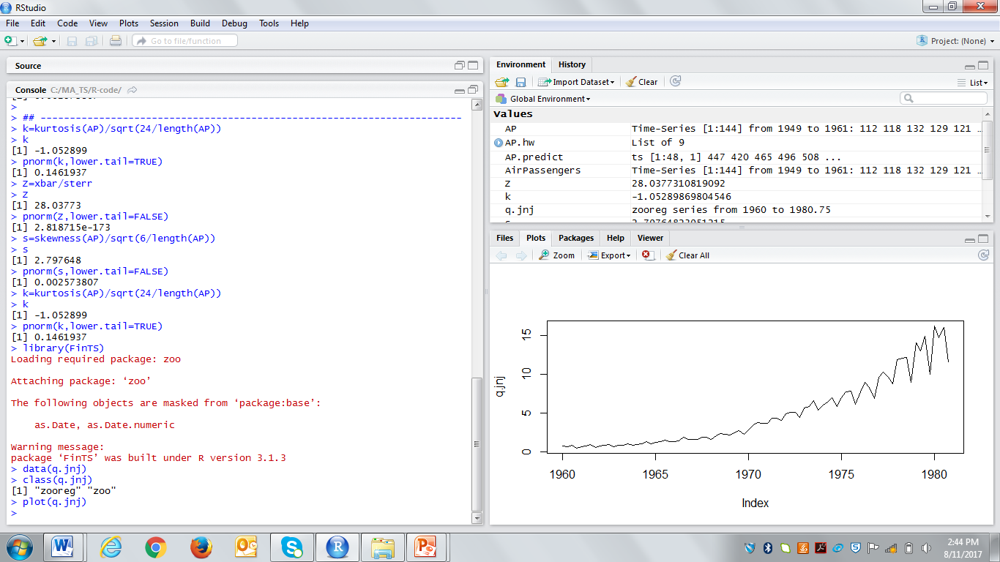 RStudio
File Edit Code View Plots Session Build Debug Tools Help
Go to file/function
Project: (None)
Source
Console C:/MA_TS/R-code/
>
> ## -----------------------------------------------------------------------
> k=kurtosis(AP)/sqrt(24/length(AP))
> k
[1] -1.052899
> pnorm(k,lower.tail=TRUE)
[1] 0.1461937
> Z=xbar/sterr
> Z
[1] 28.03773
> pnorm(Z,lower.tail=FALSE)
[1] 2.818715e-173
> s=skewness(AP)/sqrt(6/length(AP))
> s
[1] 2.797648
> pnorm(s,lower.tail=FALSE)
[1] 0.002573807
> k=kurtosis(AP)/sqrt(24/length(AP))
> k
[1] -1.052899
> pnorm(k,lower.tail=TRUE)
[1] 0.1461937
> library(FinTS)
Loading required package: zoo
Attaching package: ‘zoo’
The following objects are masked from ‘package:base’:
as.Date, as.Date.numeric
Warning message:
package ‘FinTS’ was built under R version 3.1.3
> data(q.jnj)
> class(q.jnj)
[1] "zooreg" "zoo"
> plot(q.jnj)
>
Environment History
Import Dataset Clear List
Global Environment
Values
AP Time-Series [1:144] from 1949 to 1961: 112 118 132 129 121 …
AP.hw List of 9
AP.predict ts [1:48, 1] 447 420 465 496 508 ...
AirPassengers Time-Series [1:144] from 1949 to 1961: 112 118 132 129 121 …
Z 28.0377310819092
k -1.05289869804546
q.jnj zooreg series from 1960 to 1980.75
Files Plots Packages Help Viewer
Zoom Export Clear All
q.jnj
15
10
5
0
1960 1965 1970 1975 1980
Index
2:44 PM
8/11/2017